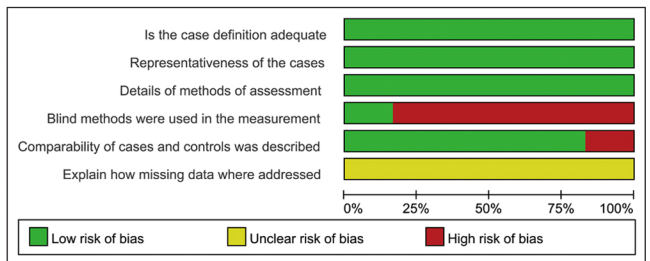 Is the case definition adequate
Representativeness of the cases
Details of methods of assessment
Blind methods were used in the measurement
Comparability of cases and controls was described
Explain how missing data where addressed
0% 25% 50% 75% 100%
Low risk of bias Unclear risk of bias High risk of bias